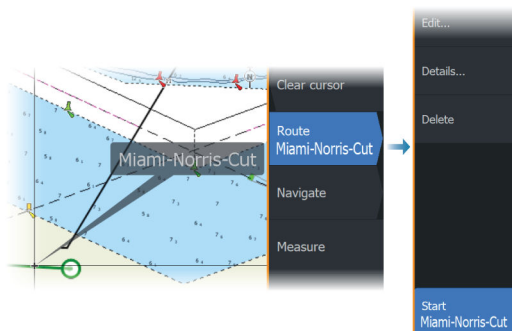 Miami-Norris-Cut
Clear cursor
Route
Miami-Norris-Cut
Navigate
Measure
Edit...
Details...
Delete
Start
Miami-Norris-Cut